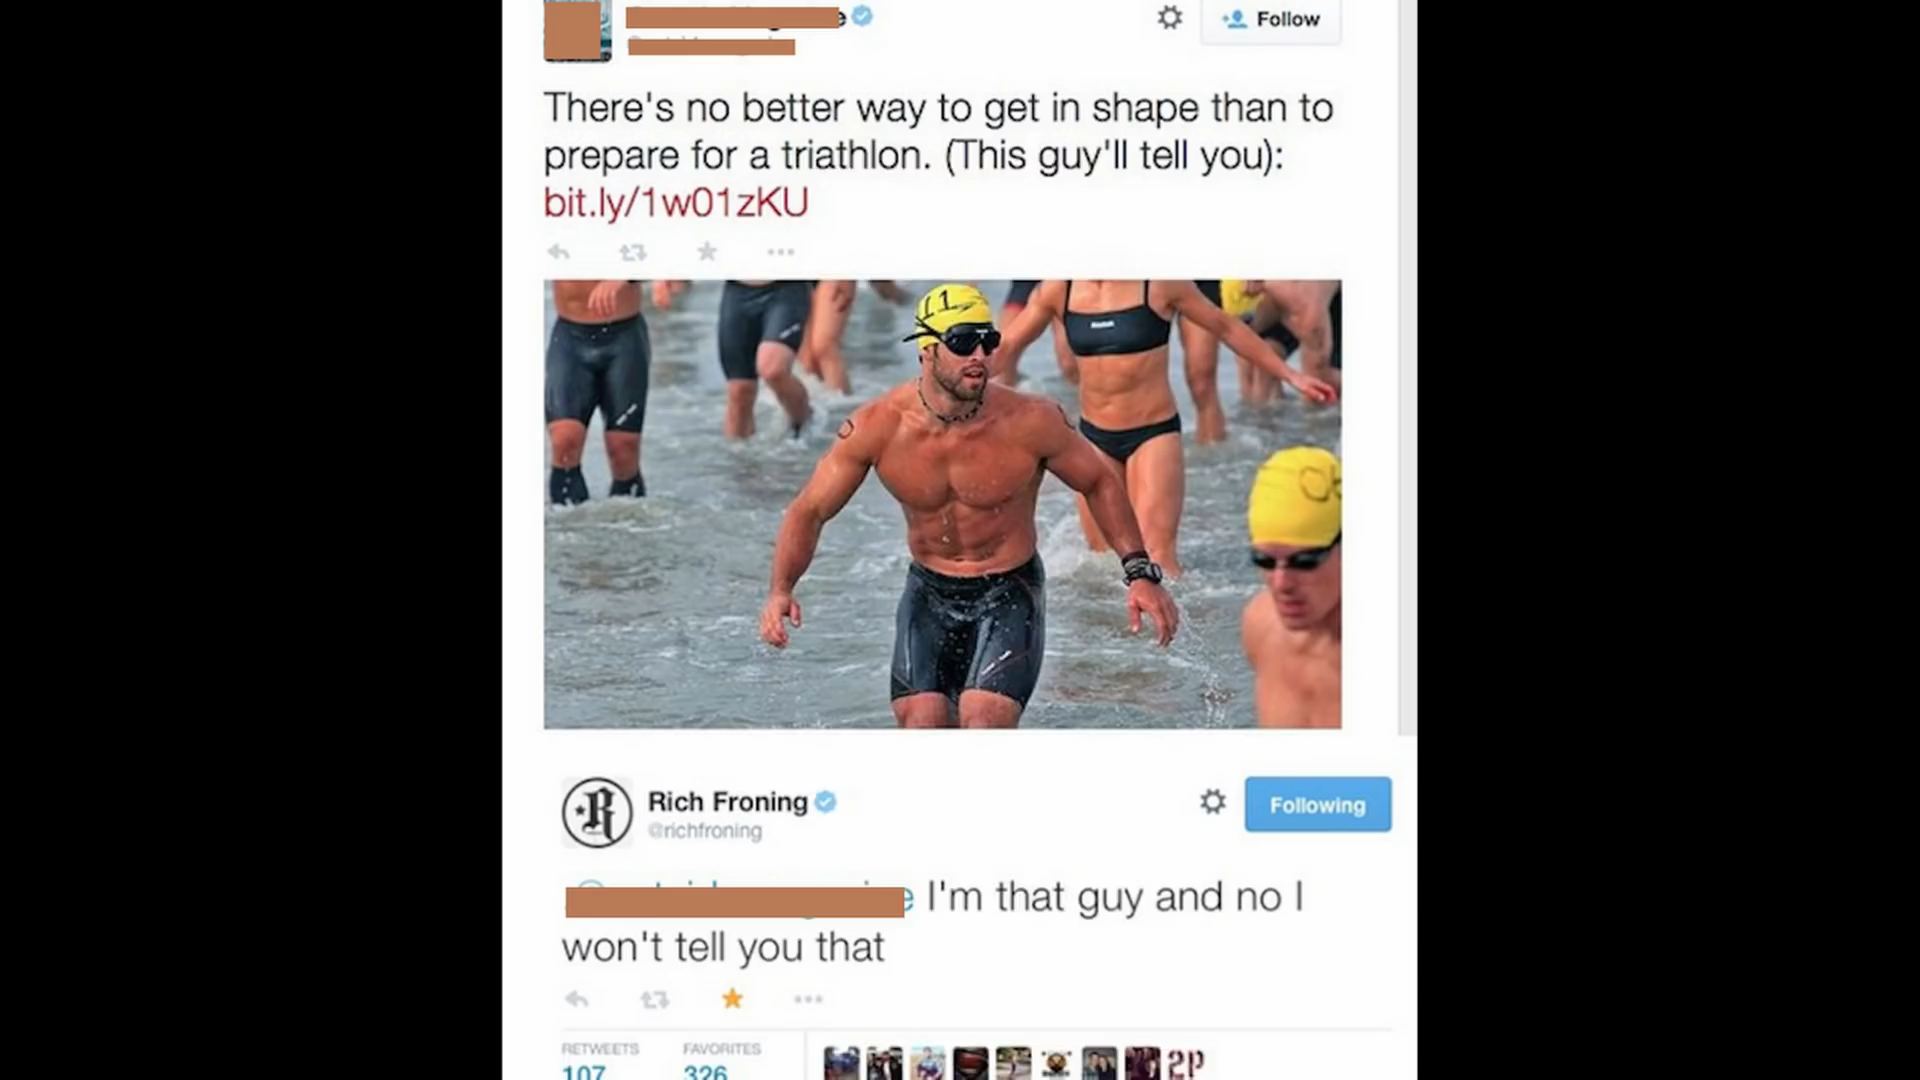 Follow
There's no better way to get in shape than to
prepare for a triathlon. (This guy'll tell you):
bit.ly/1w01zKU
11
Rich Froning
@richfroning
Following
I'm that guy and no I
won't tell you that
RETWEETS
FAVORITES
107
326
2P